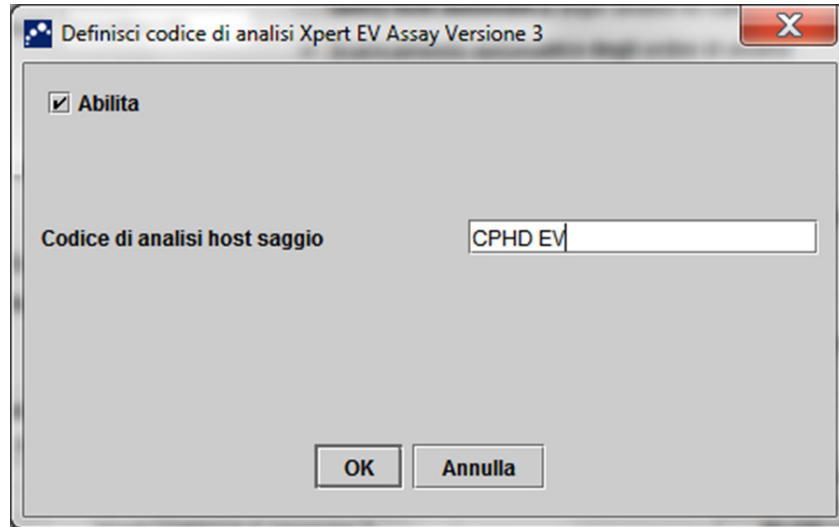 Definisci codice di analisi Xpert EV Assay Versione 3
Abilita
Codice di analisi host saggio CPHD EV
OK Annulla